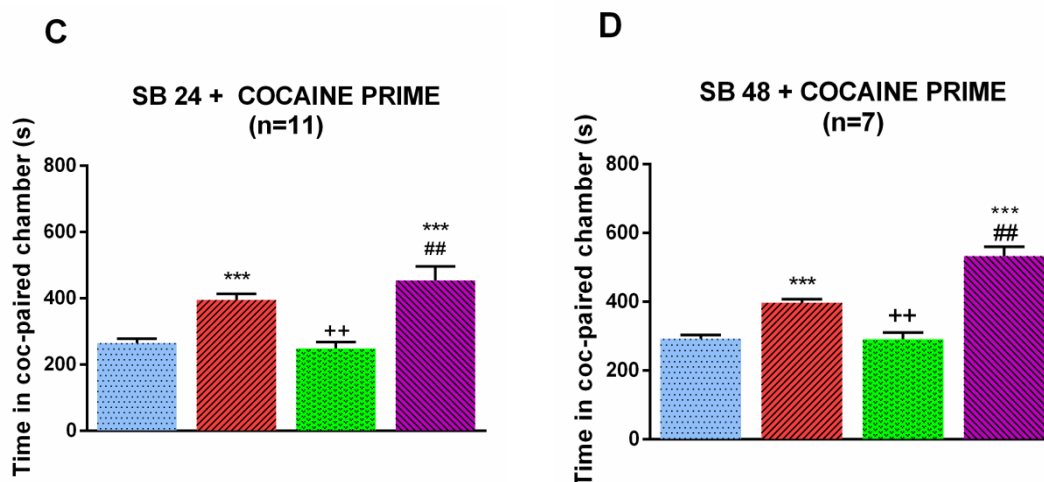 C
SB 24 + COCAINE PRIME
(n=11)
Time in coc-paired chamber (s)
800
600
400
200
0
***
++
***
##
D
SB 48 + COCAINE PRIME
(n=7)
Time in coc-paired chamber (s)
800
600
400
200
0
***
++
***
##